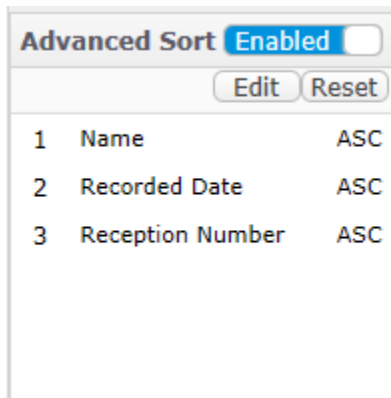 Advanced Sort Enabled
Edit Reset
1 Name ASC
2 Recorded Date ASC
3 Reception Number ASC